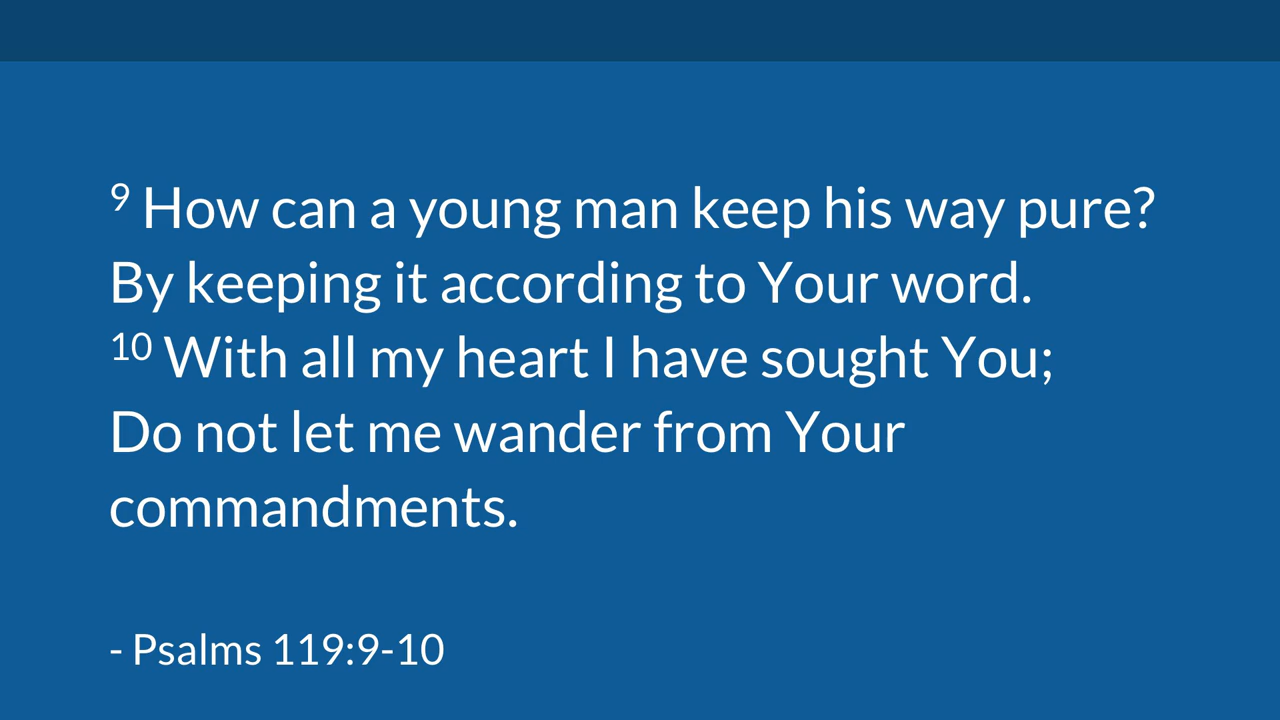 9 How can a young man keep his way pure?
By keeping it according to Your word.
10 With all my heart I have sought You;
Do not let me wander from Your
commandments.
- Psalms 119:9-10